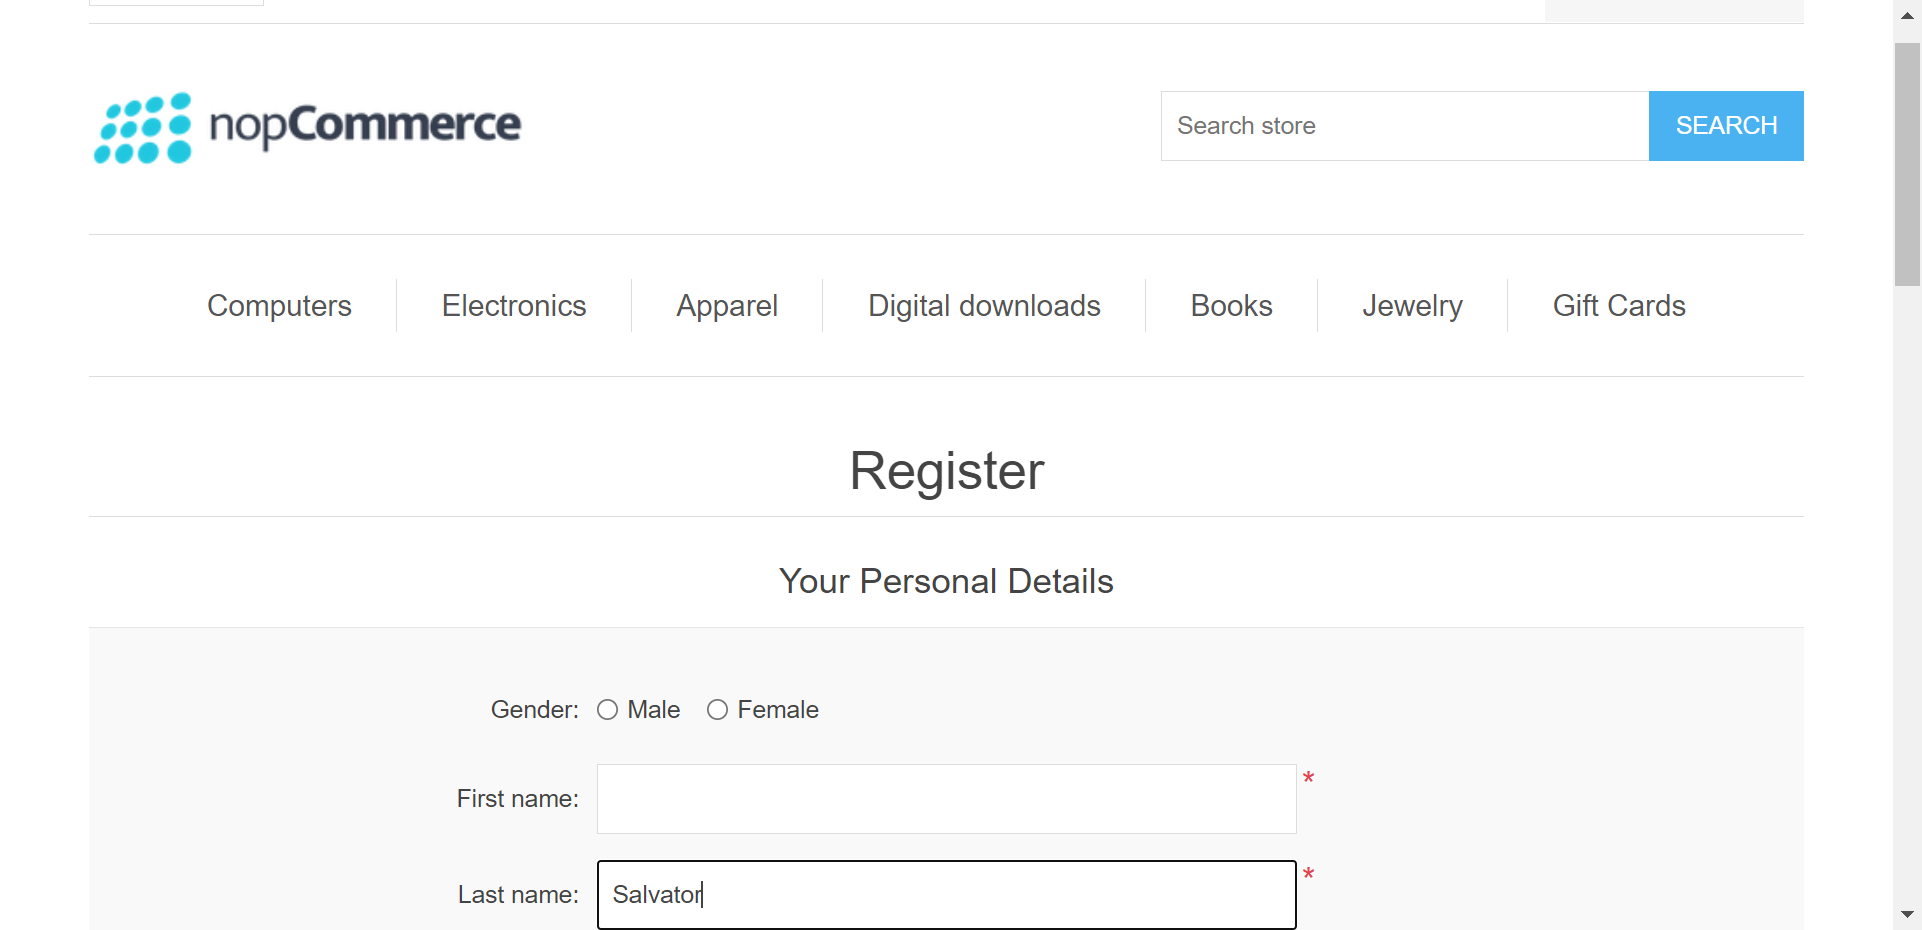 nopCommerce
Search store
SEARCH
Computers
Electronics
Apparel
Digital downloads
Books
Jewelry
Gift Cards
Register
Your Personal Details
Gender: Male Female
First name: *
Last name: Salvator *